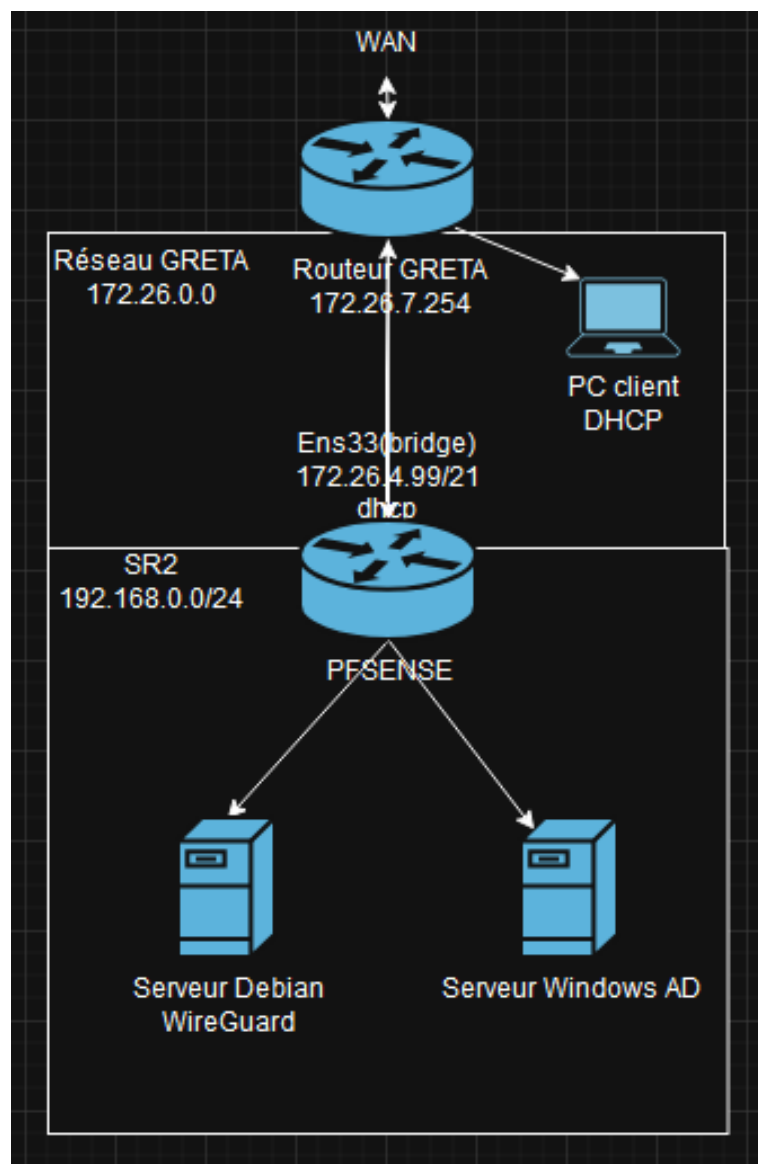 WAN
Réseau GRETA
172.26.0.0
Routeur GRETA
172.26.7.254
PC client
DHCP
Ens33(bridge)
172.26.4.99/21
dhcp
SR2
192.168.0.0/24
PFSENSE
Serveur Debian
WireGuard
Serveur Windows AD